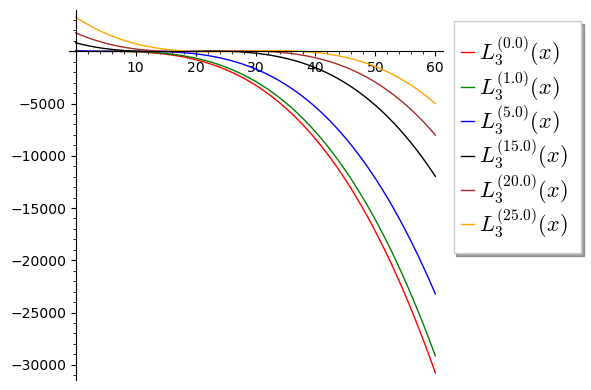 10 20 30 40 50 60
−5000
−10000
−15000
−20000
−25000
−30000
L_3^{(0.0)}(x)
L_3^{(1.0)}(x)
L_3^{(5.0)}(x)
L_3^{(15.0)}(x)
L_3^{(20.0)}(x)
L_3^{(25.0)}(x)